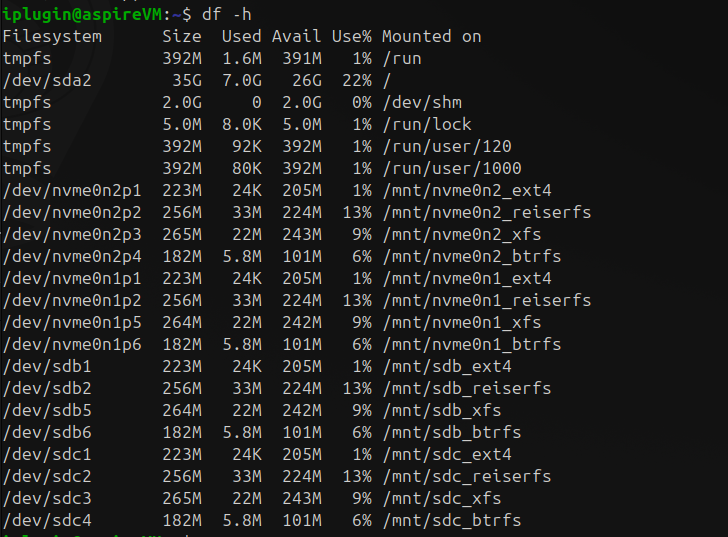 iplugin@aspireVM:~$ df -h
Filesystem      Size  Used Avail Use% Mounted on
tmpfs           392M  1.6M  391M   1% /run
/dev/sda2        35G  7.0G   26G  22% /
tmpfs           2.0G     0  2.0G   0% /dev/shm
tmpfs           5.0M  8.0K  5.0M   1% /run/lock
tmpfs           392M   92K  392M   1% /run/user/120
tmpfs           392M   80K  392M   1% /run/user/1000
/dev/nvme0n2p1  223M   24K  205M   1% /mnt/nvme0n2_ext4
/dev/nvme0n2p2  256M   33M  224M  13% /mnt/nvme0n2_reiserfs
/dev/nvme0n2p3  265M   22M  243M   9% /mnt/nvme0n2_xfs
/dev/nvme0n2p4  182M  5.8M  101M   6% /mnt/nvme0n2_btrfs
/dev/nvme0n1p1  223M   24K  205M   1% /mnt/nvme0n1_ext4
/dev/nvme0n1p2  256M   33M  224M  13% /mnt/nvme0n1_reiserfs
/dev/nvme0n1p5  264M   22M  242M   9% /mnt/nvme0n1_xfs
/dev/nvme0n1p6  182M  5.8M  101M   6% /mnt/nvme0n1_btrfs
/dev/sdb1       223M   24K  205M   1% /mnt/sdb_ext4
/dev/sdb2       256M   33M  224M  13% /mnt/sdb_reiserfs
/dev/sdb5       264M   22M  242M   9% /mnt/sdb_xfs
/dev/sdb6       182M  5.8M  101M   6% /mnt/sdb_btrfs
/dev/sdc1       223M   24K  205M   1% /mnt/sdc_ext4
/dev/sdc2       256M   33M  224M  13% /mnt/sdc_reiserfs
/dev/sdc3       265M   22M  243M   9% /mnt/sdc_xfs
/dev/sdc4       182M  5.8M  101M   6% /mnt/sdc_btrfs